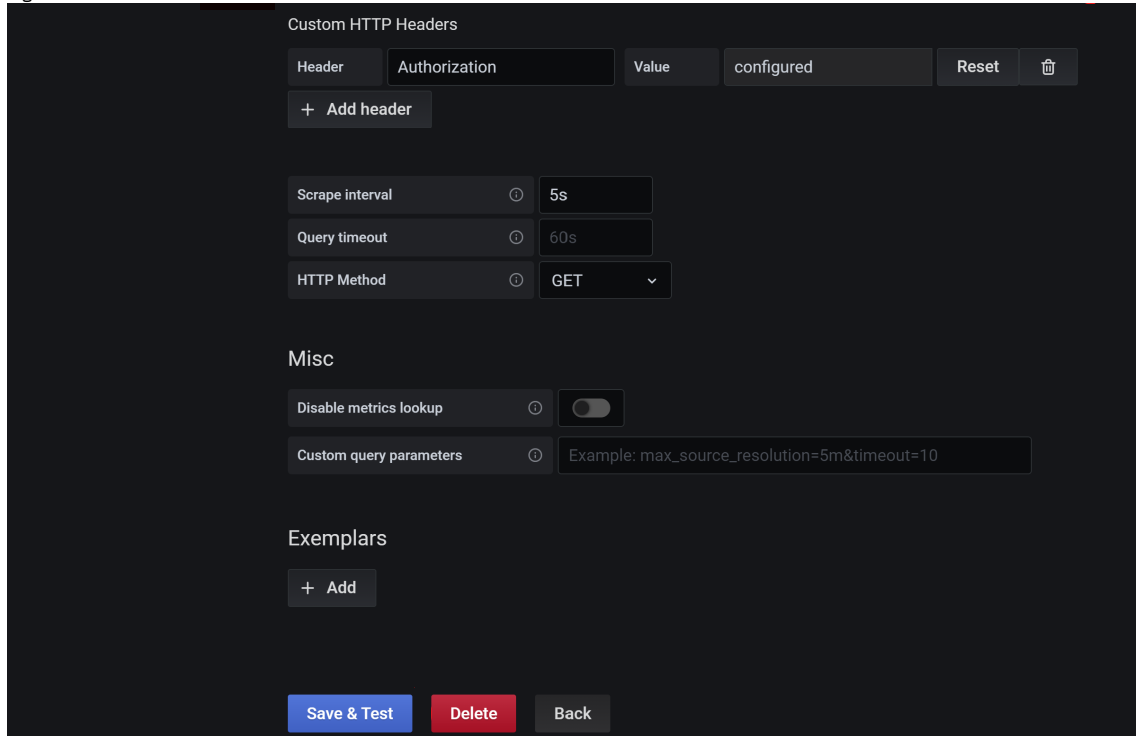 Custom HTTP Headers
Header Authorization Value configured Reset
+ Add header
Scrape interval 5s
Query timeout 60s
HTTP Method GET
Misc
Disable metrics lookup
Custom query parameters Example: max_source_resolution=5m&timeout=10
Exemplars
+ Add
Save & Test Delete Back